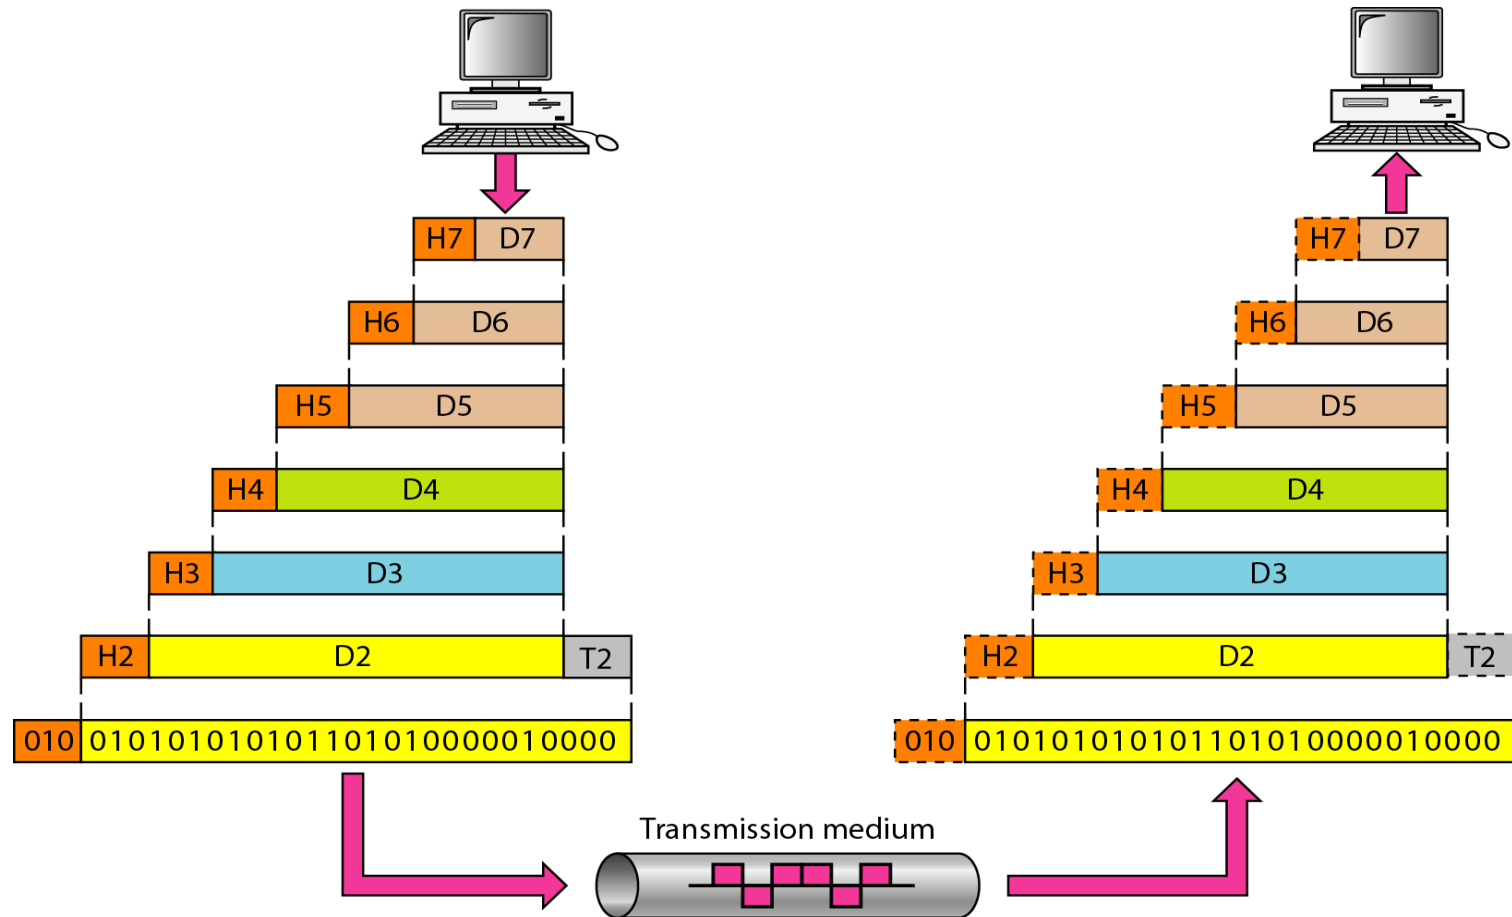 H7 D7
H6 D6
H5 D5
H4 D4
H3 D3
H2 D2 T2
010 010101010101101010000010000
H7 D7
H6 D6
H5 D5
H4 D4
H3 D3
H2 D2 T2
010 010101010101101010000010000
Transmission medium